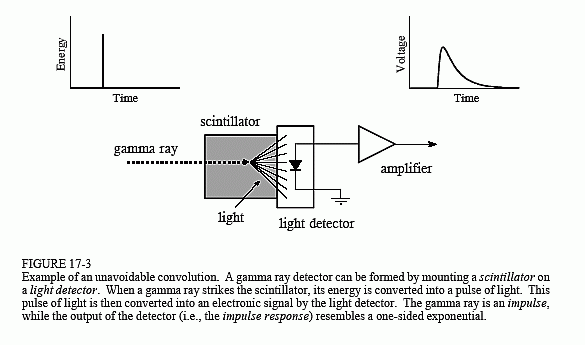 Energy
Time
Voltage
Time
scintillator
gamma ray
light
light detector
amplifier
FIGURE 17-3
Example of an unavoidable convolution. A gamma ray detector can be formed by mounting a scintillator on
a light detector. When a gamma ray strikes the scintillator, its energy is converted into a pulse of light. This
pulse of light is then converted into an electronic signal by the light detector. The gamma ray is an impulse,
while the output of the detector (i.e., the impulse response) resembles a one-sided exponential.